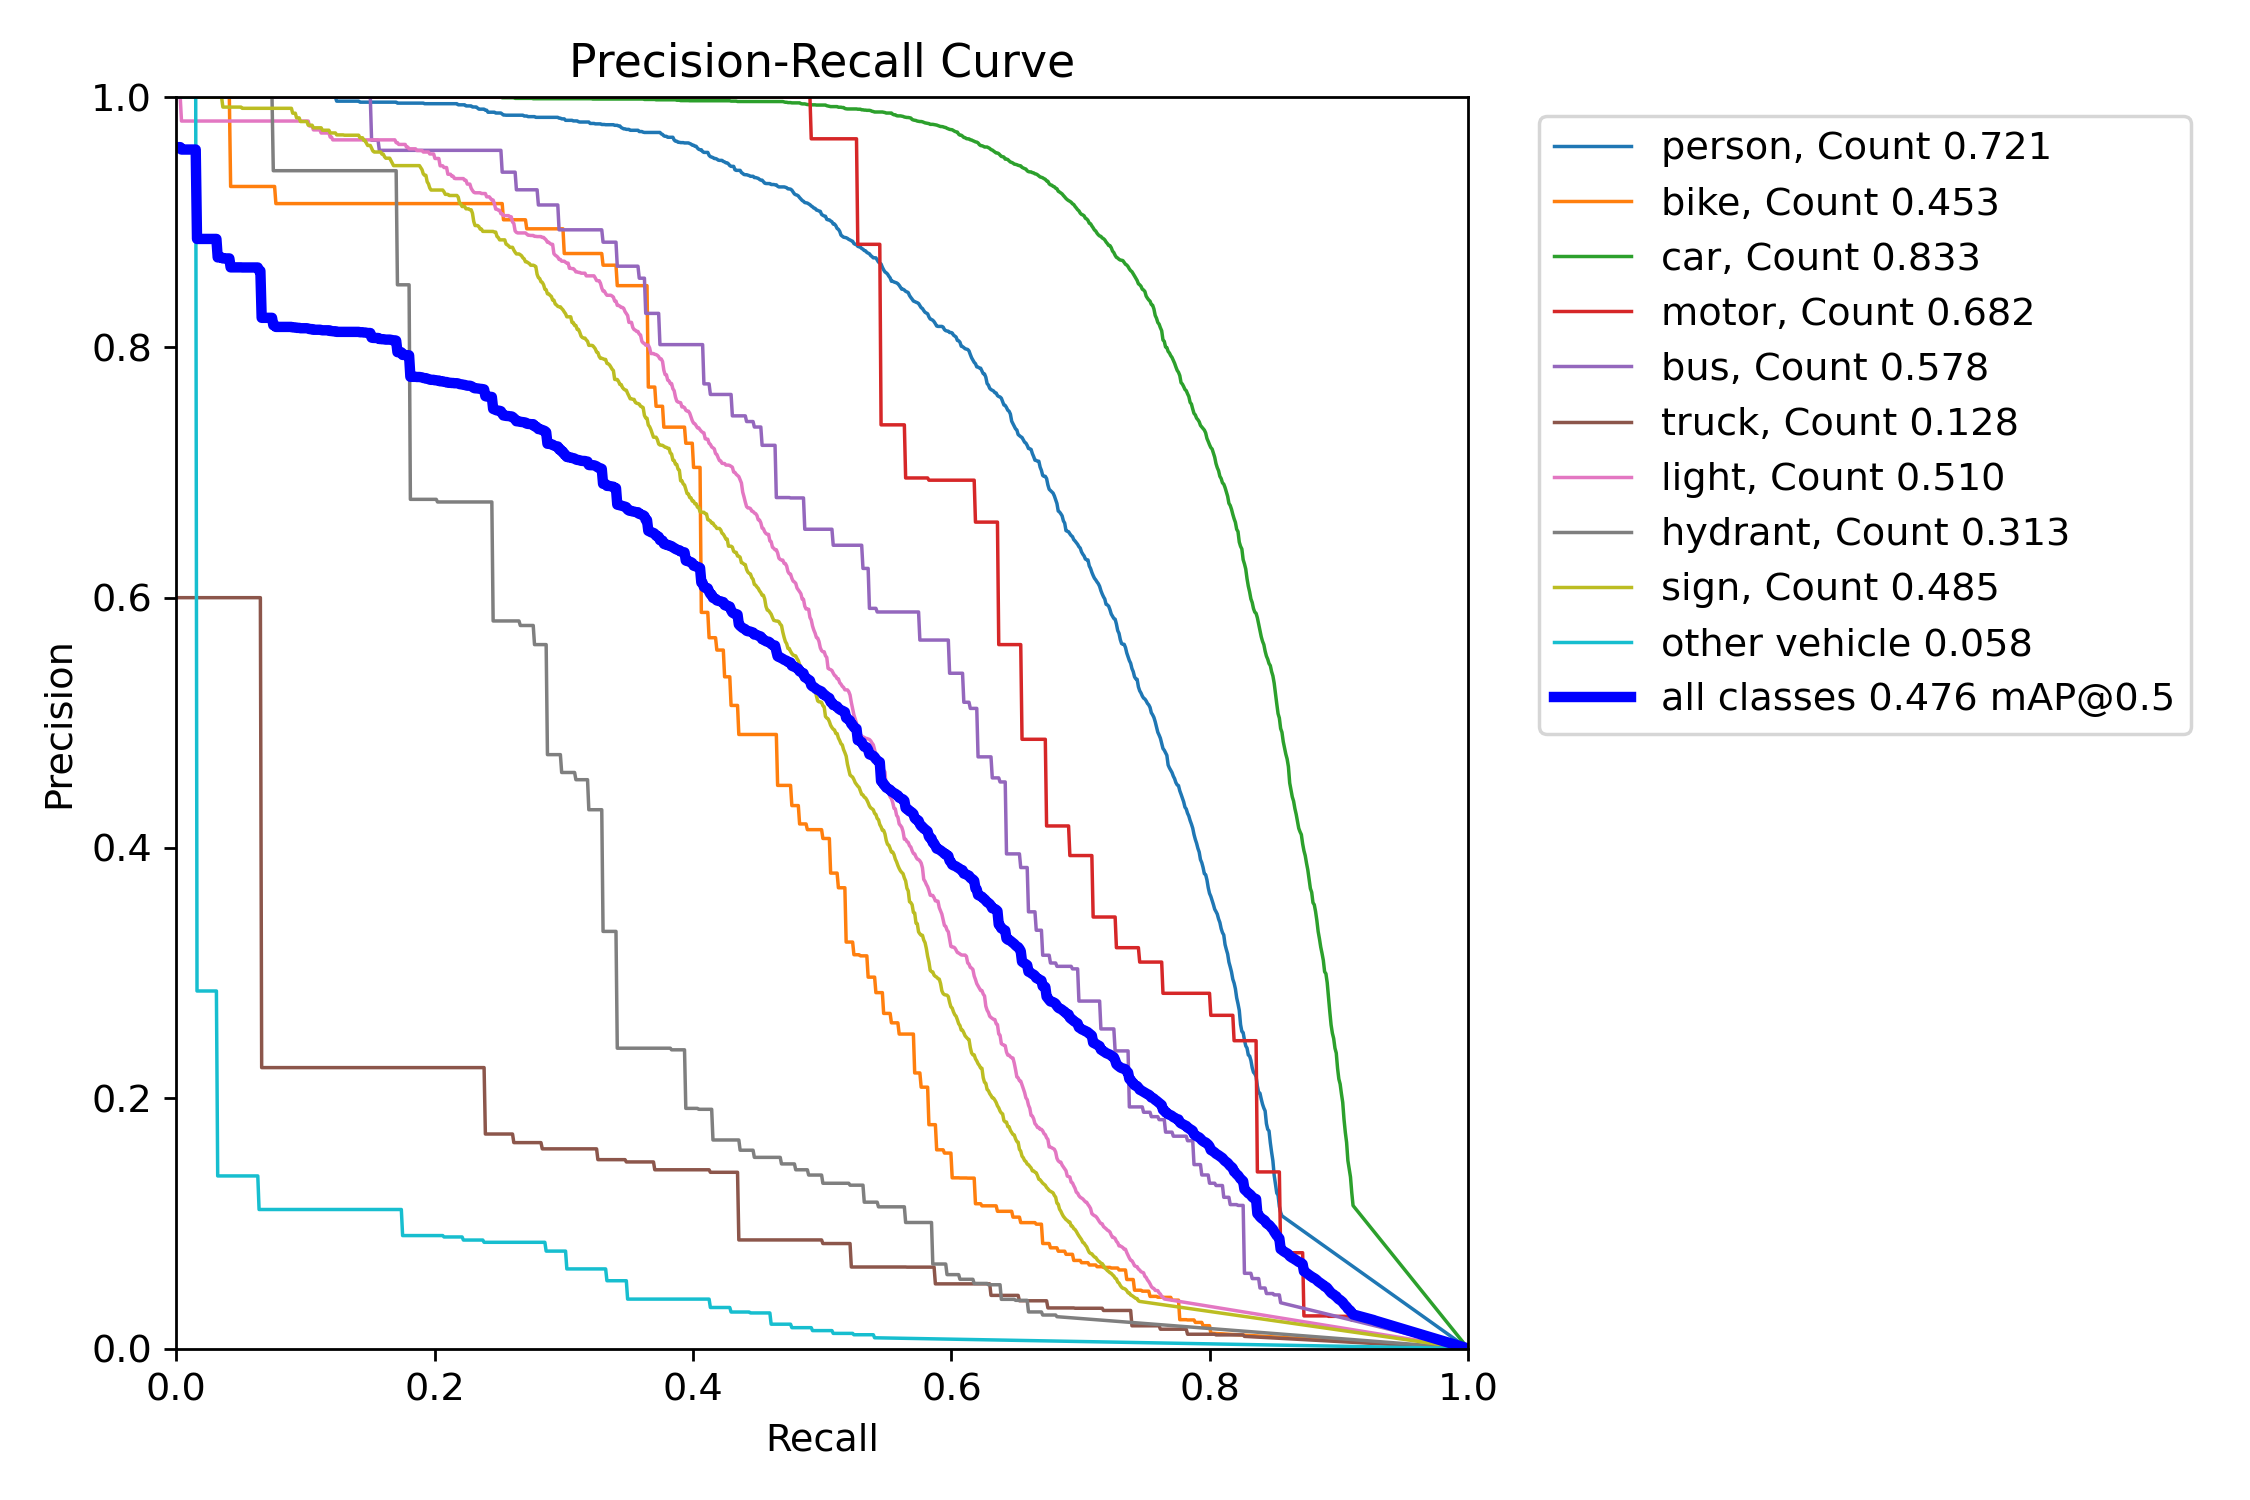 Precision-Recall Curve
1.0
0.8
0.6
0.4
0.2
0.0
Precision
0.0 0.2 0.4 0.6 0.8 1.0
Recall
person, Count 0.721
bike, Count 0.453
car, Count 0.833
motor, Count 0.682
bus, Count 0.578
truck, Count 0.128
light, Count 0.510
hydrant, Count 0.313
sign, Count 0.485
other vehicle 0.058
all classes 0.476 mAP@0.5